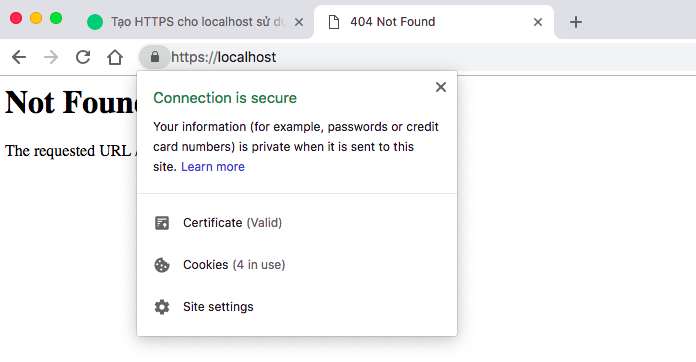 Tạo HTTPS cho localhost sử dụ
404 Not Found
https://localhost
Not Foun
The requested URL /
Connection is secure
Your information (for example, passwords or credit
card numbers) is private when it is sent to this
site. Learn more
Certificate (Valid)
Cookies (4 in use)
Site settings